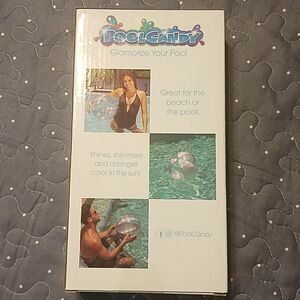 POOLCANDY
Glamorize Your Pool
Great for the
beach or
the pool!
Shines, shimmers
and changes
color in the sun!
@PoolCandy